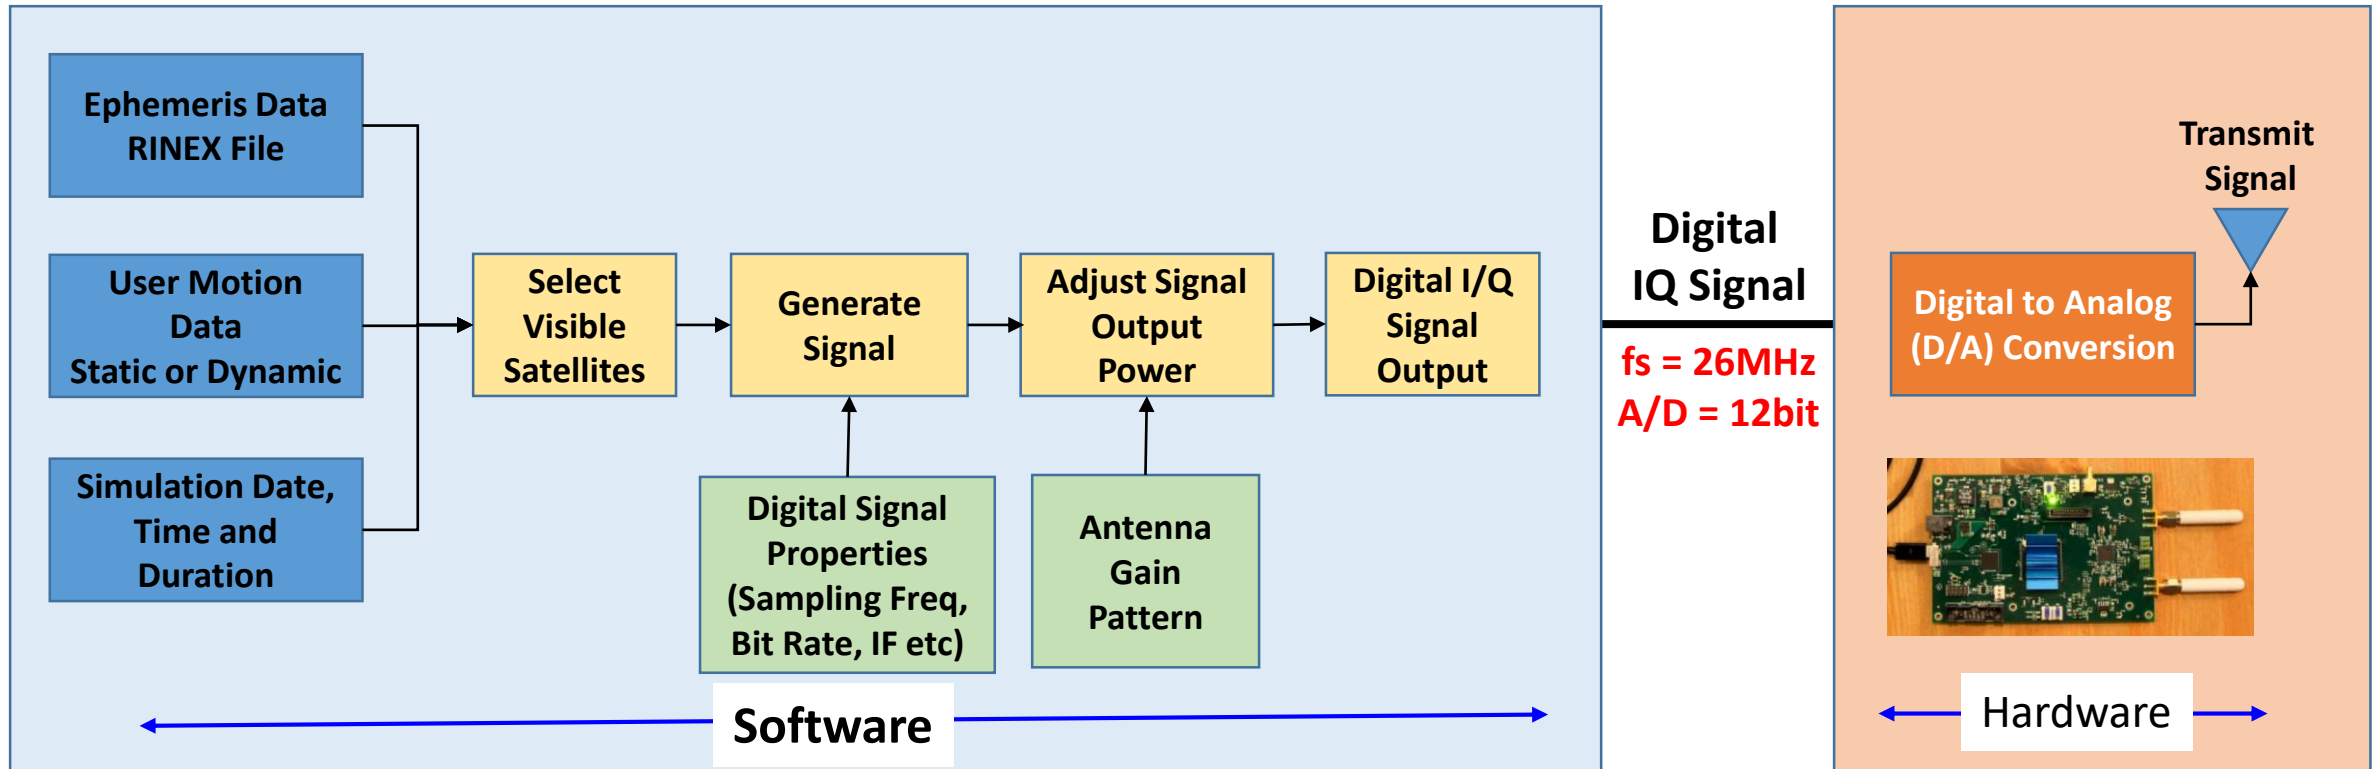 Ephemeris Data
RINEX File
User Motion
Data
Static or Dynamic
Simulation Date,
Time and
Duration
Select
Visible
Satellites
Generate
Signal
Adjust Signal
Output
Power
Digital I/Q
Signal
Output
Digital Signal
Properties
(Sampling Freq,
Bit Rate, IF etc)
Antenna
Gain
Pattern
Software
Digital
IQ Signal
fs = 26MHz
A/D = 12bit
Transmit
Signal
Digital to Analog
(D/A) Conversion
Hardware